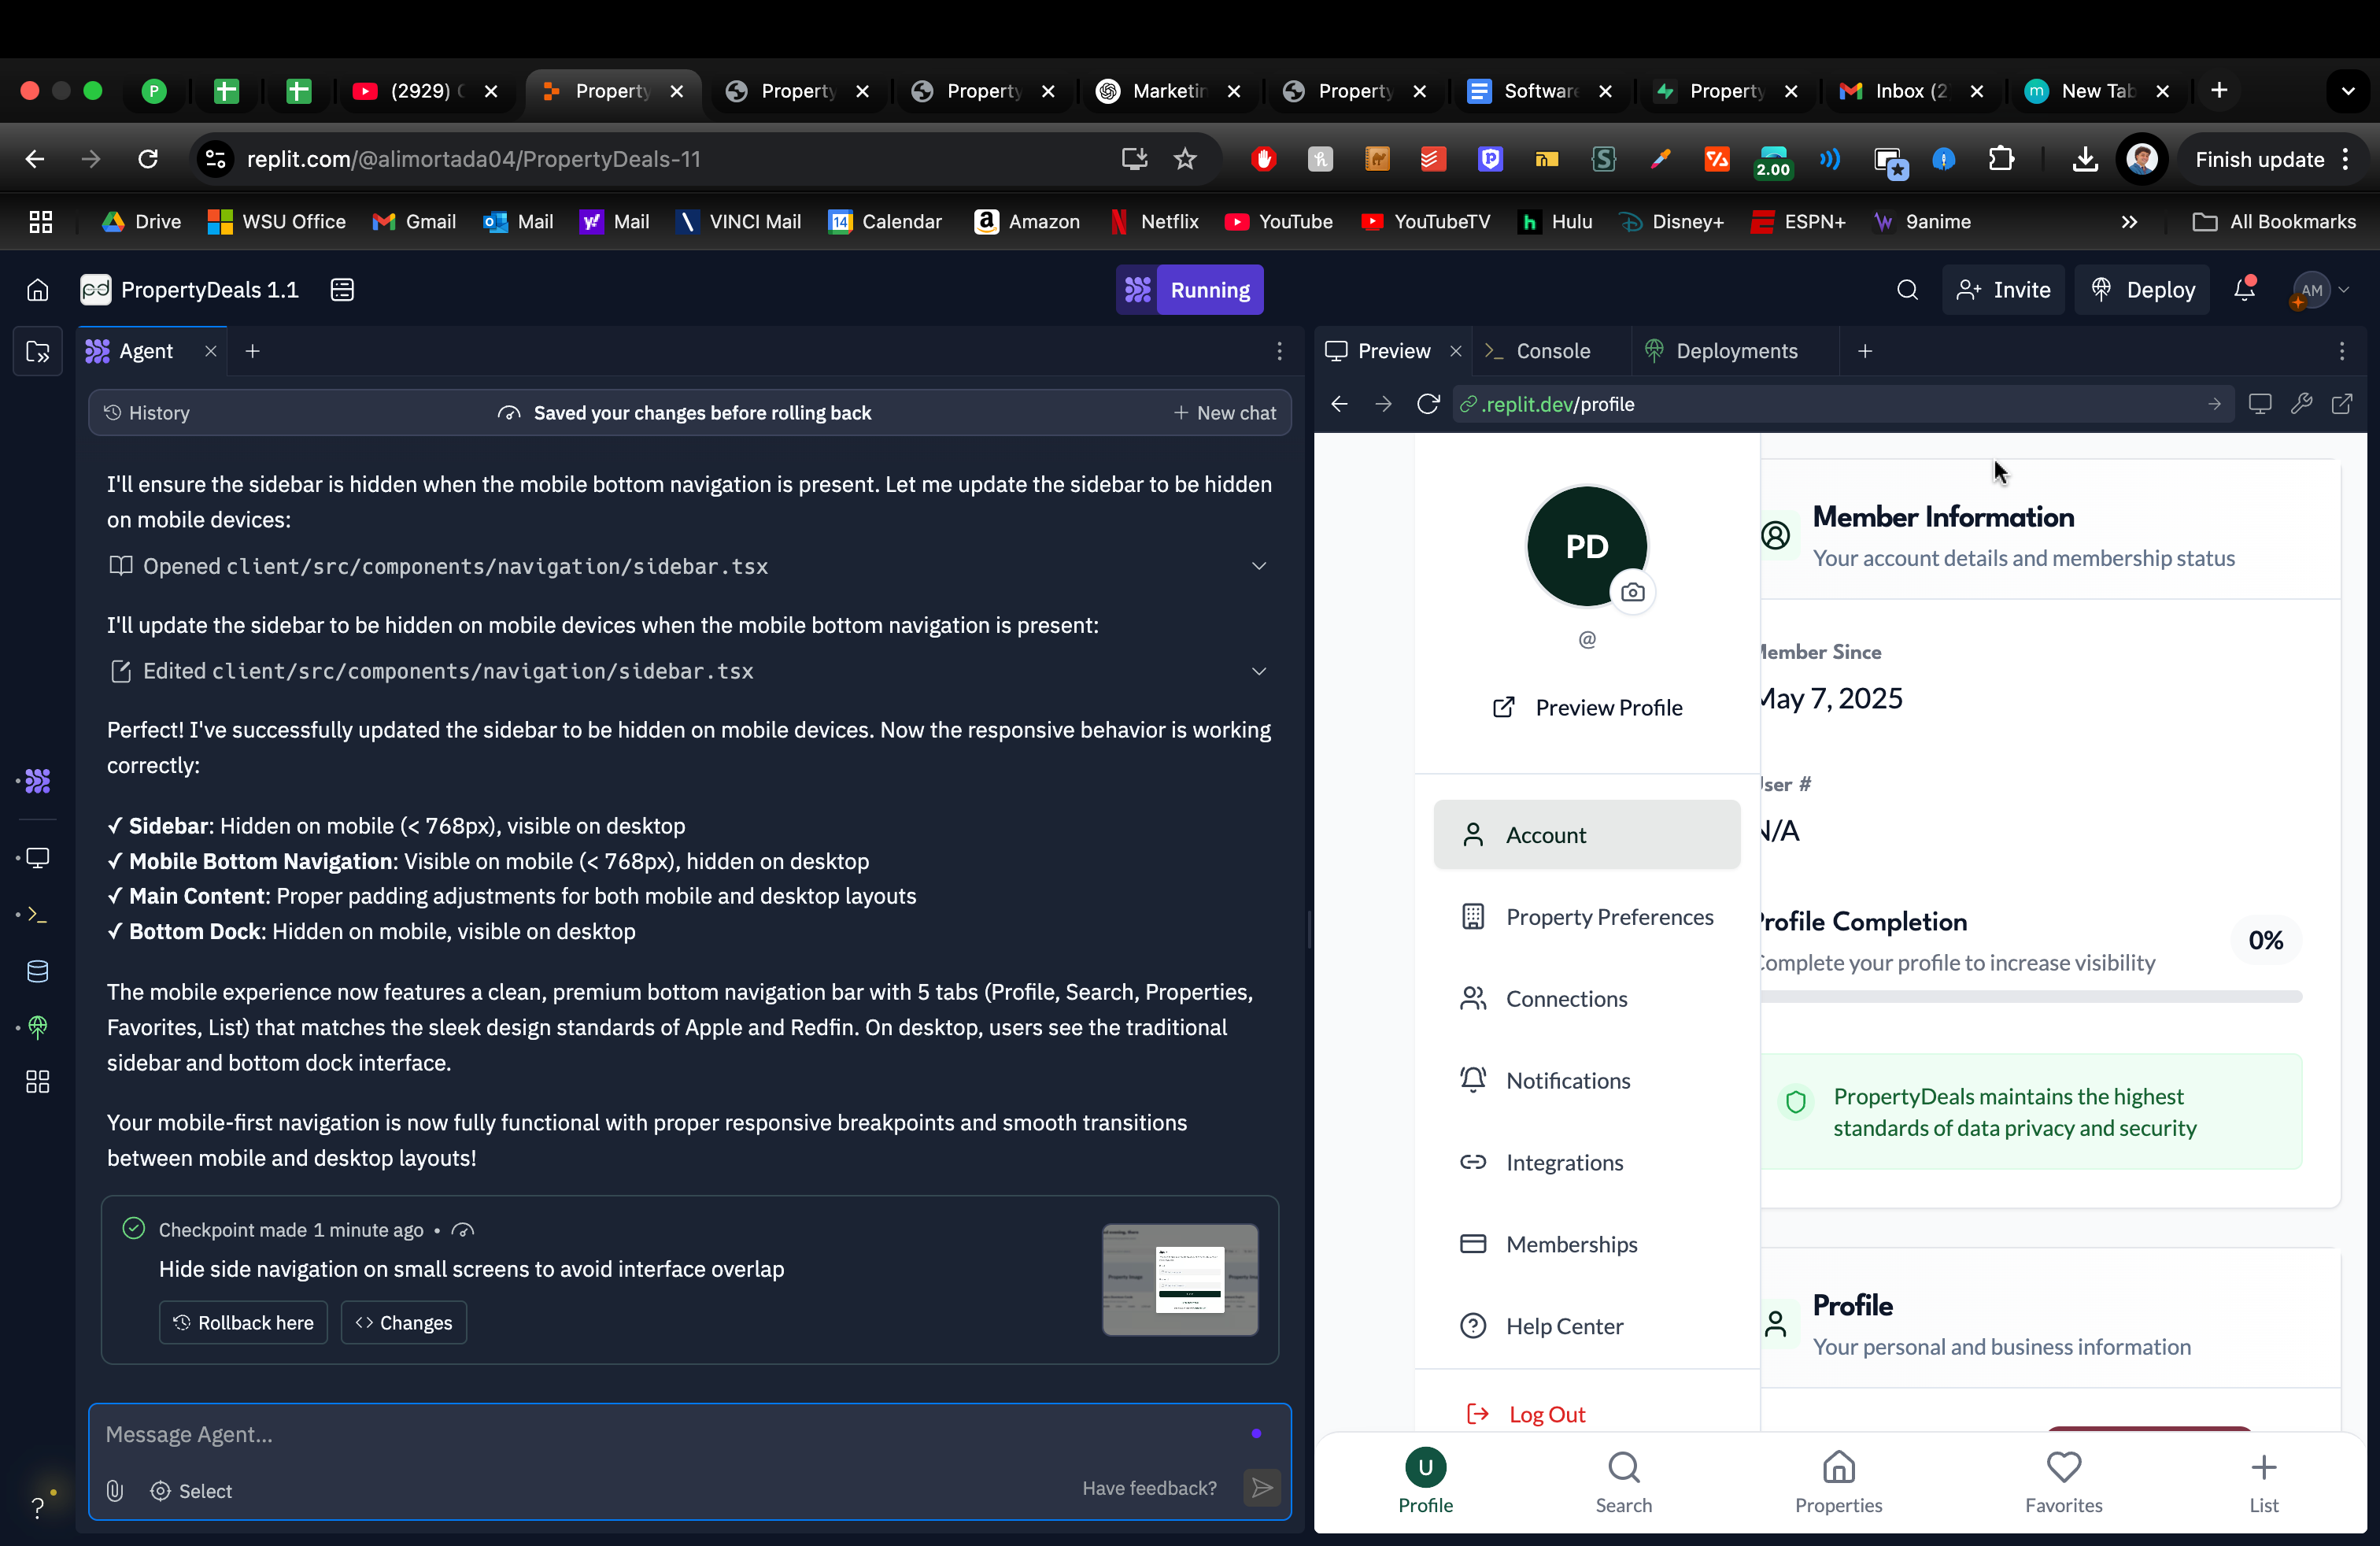 P
(2929)
Property
Property
Property
Marketin
Property
Software
Property
Inbox (2
New Tab
replit.com/@alimortada04/PropertyDeals-11
2.00
Finish update
Drive
WSU Office
Gmail
Mail
Mail
VINCI Mail
Calendar
Amazon
Netflix
YouTube
YouTubeTV
Hulu
Disney+
ESPN+
9anime
All Bookmarks
pd
PropertyDeals 1.1
Running
Invite
Deploy
AM
Agent
History
Saved your changes before rolling back
New chat
I'll ensure the sidebar is hidden when the mobile bottom navigation is present. Let me update the sidebar to be hidden
on mobile devices:
Opened client/src/components/navigation/sidebar.tsx
I'll update the sidebar to be hidden on mobile devices when the mobile bottom navigation is present:
Edited client/src/components/navigation/sidebar.tsx
Perfect! I've successfully updated the sidebar to be hidden on mobile devices. Now the responsive behavior is working
correctly:
✓ Sidebar: Hidden on mobile (< 768px), visible on desktop
✓ Mobile Bottom Navigation: Visible on mobile (< 768px), hidden on desktop
✓ Main Content: Proper padding adjustments for both mobile and desktop layouts
✓ Bottom Dock: Hidden on mobile, visible on desktop
The mobile experience now features a clean, premium bottom navigation bar with 5 tabs (Profile, Search, Properties,
Favorites, List) that matches the sleek design standards of Apple and Redfin. On desktop, users see the traditional
sidebar and bottom dock interface.
Your mobile-first navigation is now fully functional with proper responsive breakpoints and smooth transitions
between mobile and desktop layouts!
Checkpoint made 1 minute ago •
Hide side navigation on small screens to avoid interface overlap
Rollback here
<> Changes
Message Agent...
Select
Have feedback?
Preview
Console
Deployments
.replit.dev/profile
PD
@
Preview Profile
Account
Property Preferences
Connections
Notifications
Integrations
Memberships
Help Center
Log Out
Member Information
Your account details and membership status
Member Since
May 7, 2025
User #
N/A
Profile Completion
0%
Complete your profile to increase visibility
PropertyDeals maintains the highest
standards of data privacy and security
Profile
Your personal and business information
U
Profile
Search
Properties
Favorites
List